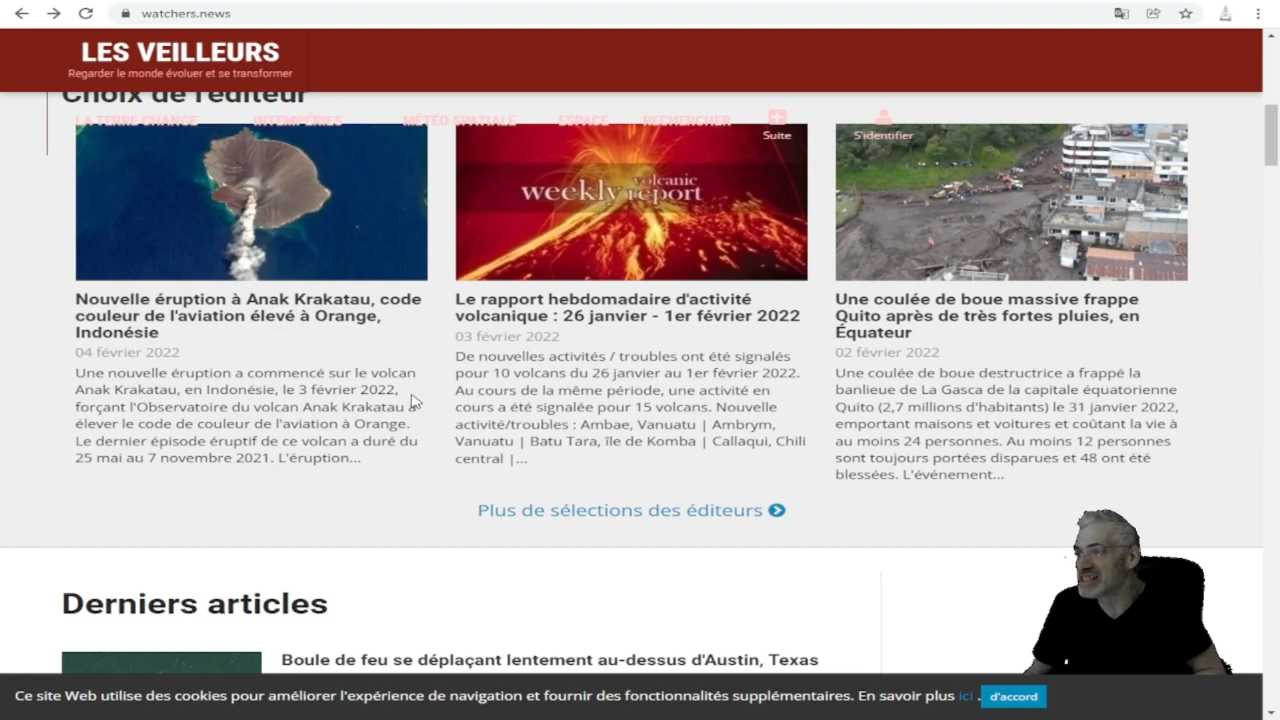 watchers.news
LES VEILLEURS
Regarder le monde évoluer et se transformer
Choix de l'éditeur
LA TERRE CHANGE
INTEMPÉRIES
MÉTÉO SPATIALE
ESPACE
RECHERCHER
Suite
S'identifier
weekly volcanic report
Nouvelle éruption à Anak Krakatau, code
couleur de l'aviation élevé à Orange,
Indonésie
04 février 2022
Une nouvelle éruption a commencé sur le volcan
Anak Krakatau, en Indonésie, le 3 février 2022,
forçant l'Observatoire du volcan Anak Krakatau à
élever le code de couleur de l'aviation à Orange.
Le dernier épisode éruptif de ce volcan a duré du
25 mai au 7 novembre 2021. L'éruption...
Le rapport hebdomadaire d'activité
volcanique : 26 janvier - 1er février 2022
03 février 2022
De nouvelles activités / troubles ont été signalés
pour 10 volcans du 26 janvier au 1er février 2022.
Au cours de la même période, une activité en
cours a été signalée pour 15 volcans. Nouvelle
activité/troubles : Ambae, Vanuatu | Ambrym,
Vanuatu | Batu Tara, île de Komba | Callaqui, Chili
central |...
Une coulée de boue massive frappe
Quito après de très fortes pluies, en
Équateur
02 février 2022
Une coulée de boue destructrice a frappé la
banlieue de La Gasca de la capitale équatorienne
Quito (2,7 millions d'habitants) le 31 janvier 2022,
emportant maisons et voitures et coûtant la vie à
au moins 24 personnes. Au moins 12 personnes
sont toujours portées disparues et 48 ont été
blessées. L'événement...
Plus de sélections des éditeurs
Derniers articles
Boule de feu se déplaçant lentement au-dessus d'Austin, Texas
Ce site Web utilise des cookies pour améliorer l'expérience de navigation et fournir des fonctionnalités supplémentaires. En savoir plus ici . d'accord